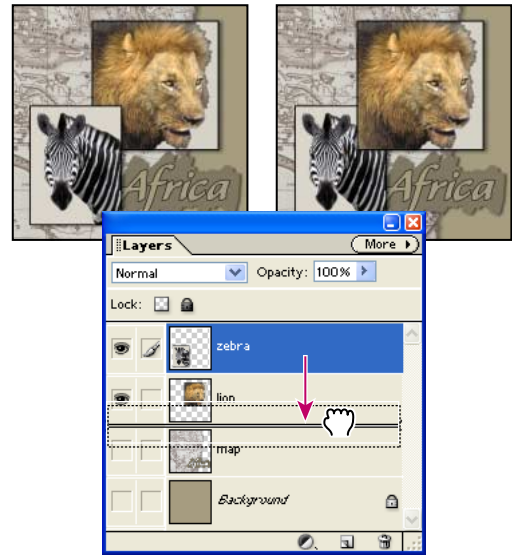 Africa
Africa
Layers
More
Normal
Opacity: 100%
Lock:
zebra
lion
map
Background